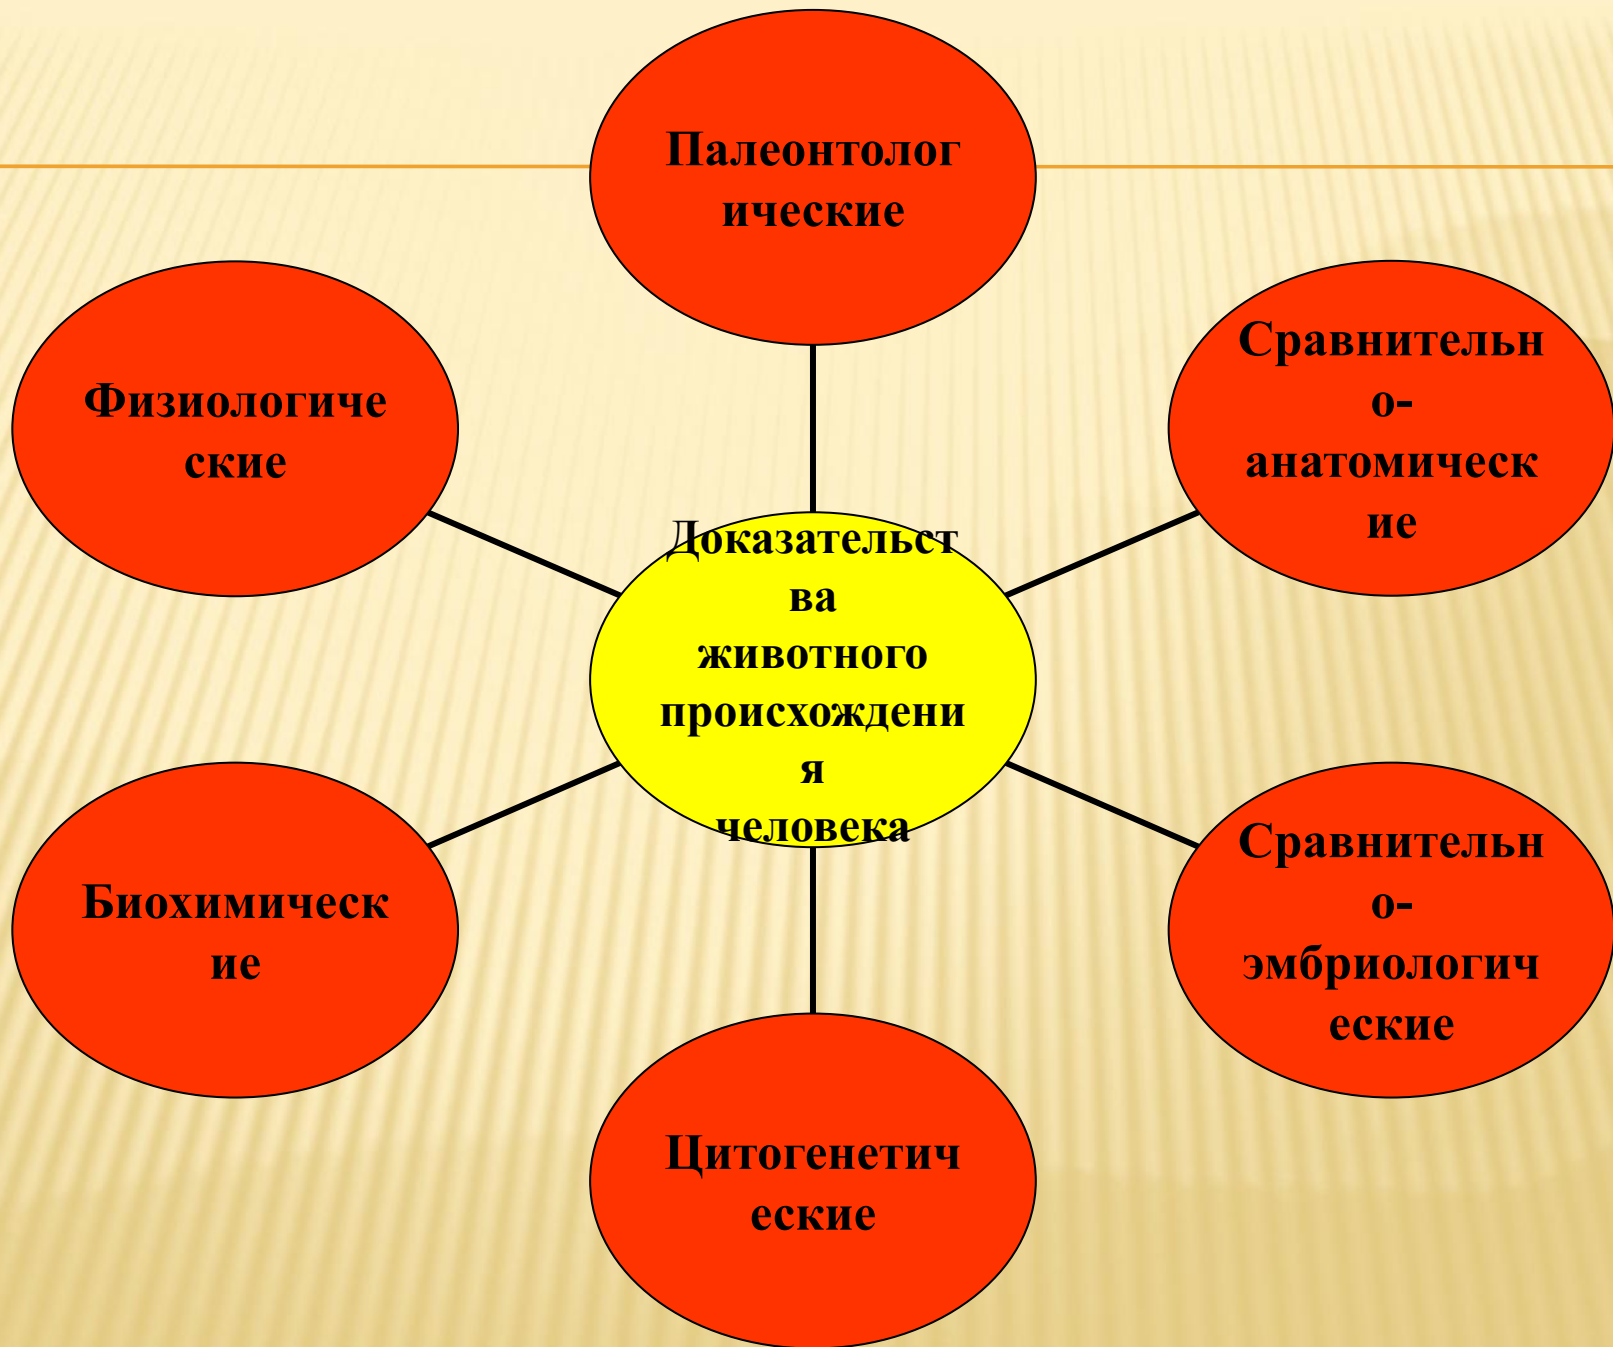 Палеонтолог
ические
Сравнительн
о-
анатомическ
ие
Сравнительн
о-
эмбриологич
еские
Цитогенетич
еские
Биохимическ
ие
Физиологиче
ские
Доказательст
ва
животного
происхождени
я
человека